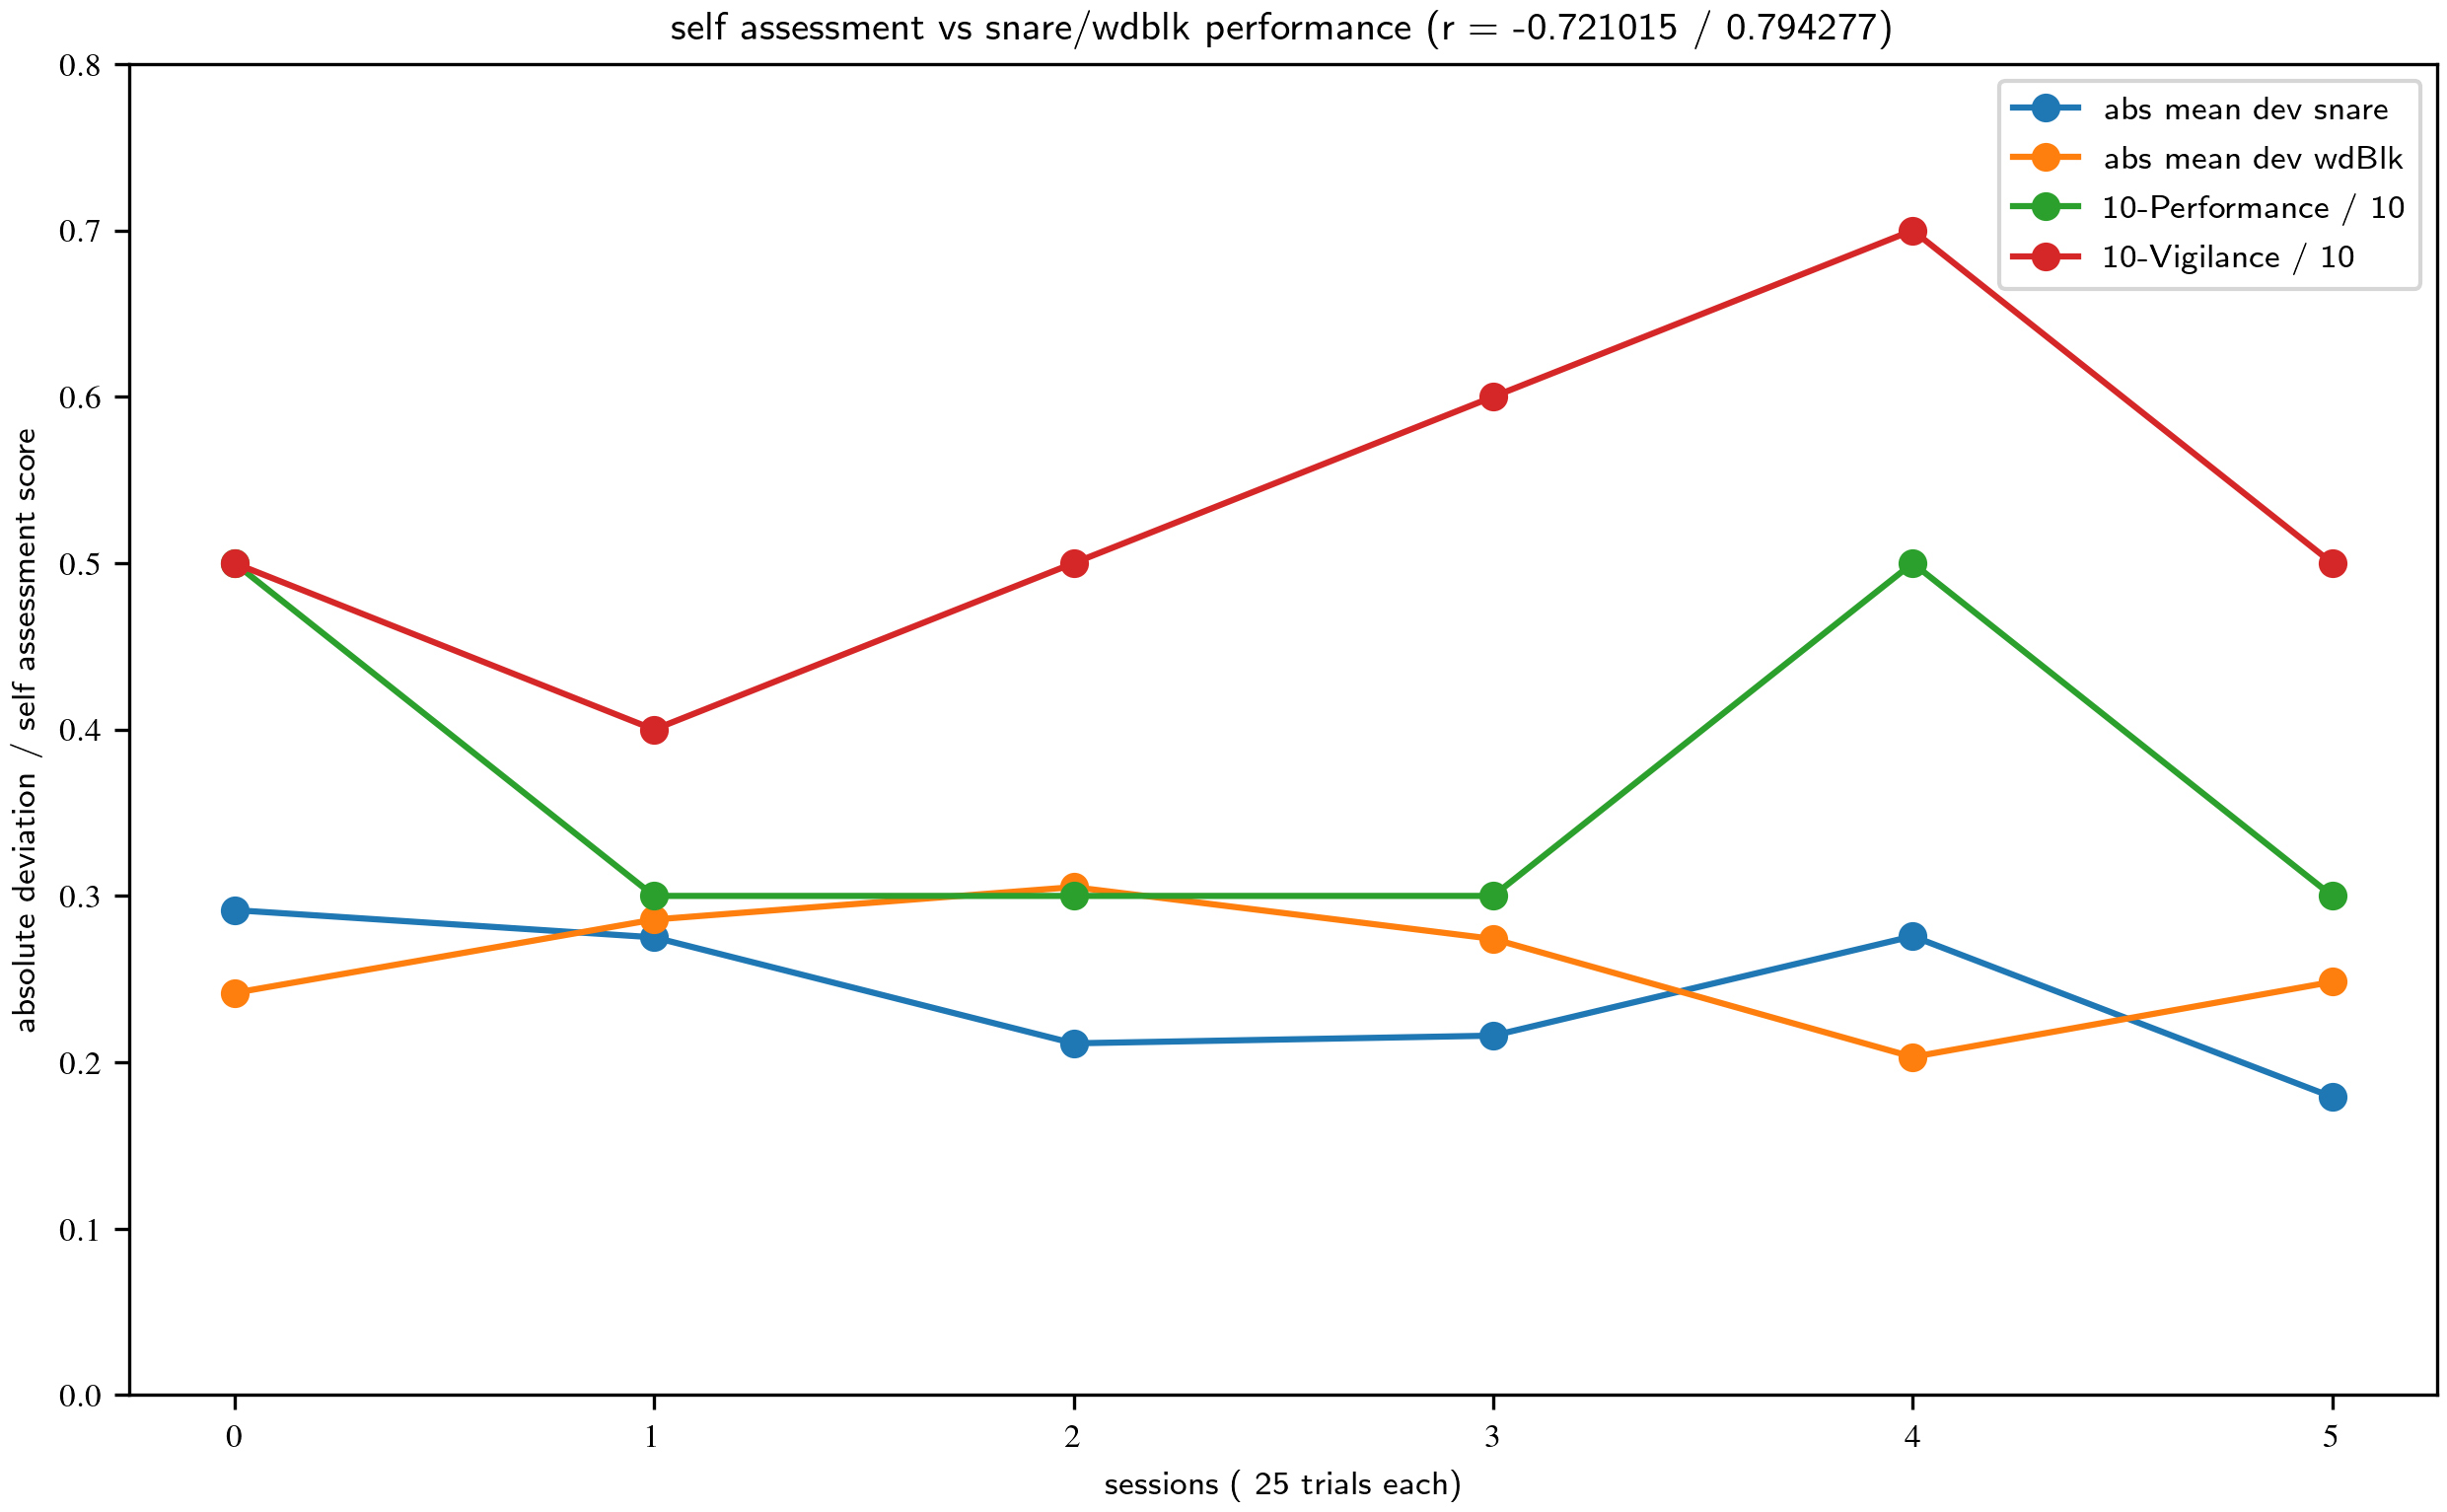 self assessment vs snare/wdblk performance (r = -0.721015 / 0.794277)
abs mean dev snare
abs mean dev wdBlk
10-Performance / 10
10-Vigilance / 10
absolute deviation / self assessment score
0.8
0.7
0.6
0.5
0.4
0.3
0.2
0.1
0.0
0 1 2 3 4 5
sessions ( 25 trials each)